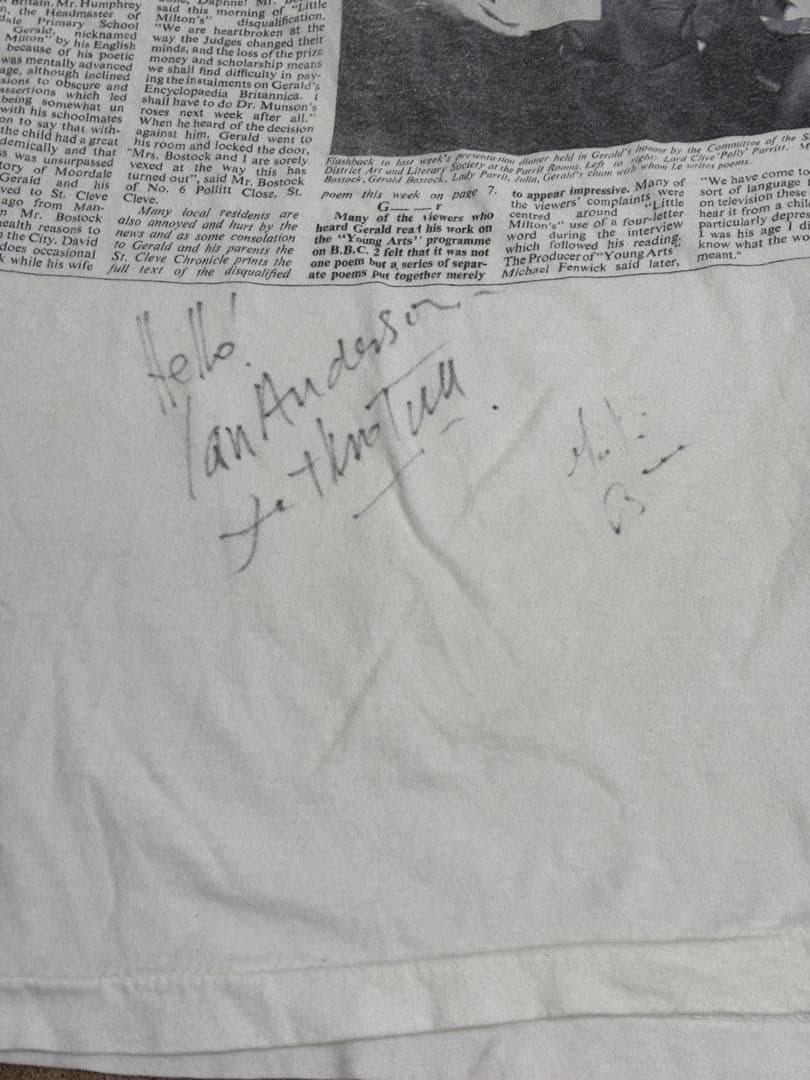 Britain. Mr. Humphrey
n, the Headmaster of
dale Primary School
Gerald, nicknamed
Milton" by his English
because of his poetic
was mentally advanced
age, although inclined
sions to obscure and
assertions which led
being somewhat un
with his schoolmates
on to say that with-
the child had a great
demically and that
s was unsurpassed
tory of Moordale
Gerald and his
ved to St. Cleve
ago from Man-
n Mr. Bostock
health reasons to
n the City. David
does occasional
k while his wife
said this morning of "Little
Milton's" disqualification,
"We are heartbroken at the
way the Judges changed their
minds, and the loss of the prize
money and scholarship means
we shall find difficulty in pay-
ing the instalments on Gerald's
Encyclopaedia Britannica. I
shall have to do Dr. Munson's
roses next week after all."
When he heard of the decision
against him, Gerald went to
his room and locked the door.
"Mrs. Bostock and I are sorely
vexed at the way this has
turned out", said Mr. Bostock
of No. 6 Pollitt Close, St.
Cleve.
Many local residents are
also annoyed and hurt by the
news and as some consolation
to Gerald and his parents the
St. Cleve Chronicle prints the
full text of the disqualified
Flashback to last week's presentation dinner held in Gerald's honour by the Committee of the S
District Art and Literary Society at the Parrit Rooms. Left to right: Lord Clive 'Polly' Parritt. M
Bostock, Gerald Bostock, Lady Parritt, Julia, Gerald's chum with whom he writes poems.
poem this week on page 7.
G——r
Many of the viewers who
heard Gerald read his work on
the "Young Arts" programme
on B.B.C. 2 felt that it was not
one poem but a series of separ-
ate poems put together merely
to appear impressive. Many of
the viewers' complaints were
centred around "Little
Milton's" use of a four-letter
word during the interview
which followed his reading;
The Producer of "Young Arts",
Michael Fenwick said later,
"We have come to
sort of language
on television these
hear it from a chil
particularly depre
was his age I di
know what the wo
meant."
Hello!
Ian Anderson
Jethro Tull